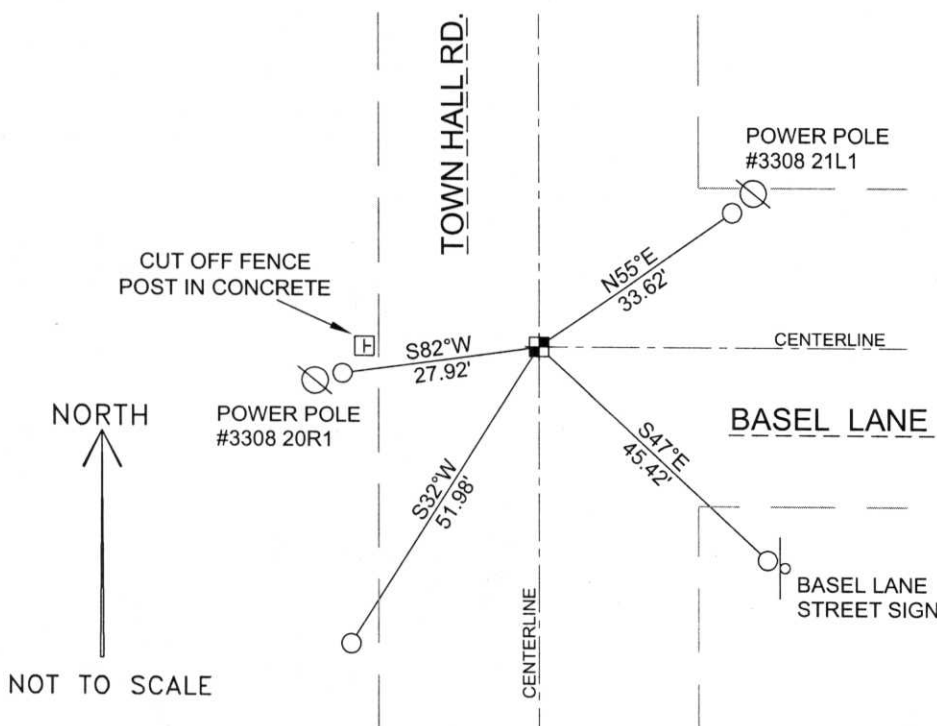 TOWN HALL RD.
POWER POLE
#3308 21L1
CUT OFF FENCE
POST IN CONCRETE
N55°E
33.62'
S82°W
27.92'
CENTERLINE
NORTH
POWER POLE
#3308 20R1
BASEL LANE
S47°E
45.42'
S32°W
51.98'
BASEL LANE
STREET SIGN
CENTERLINE
NOT TO SCALE